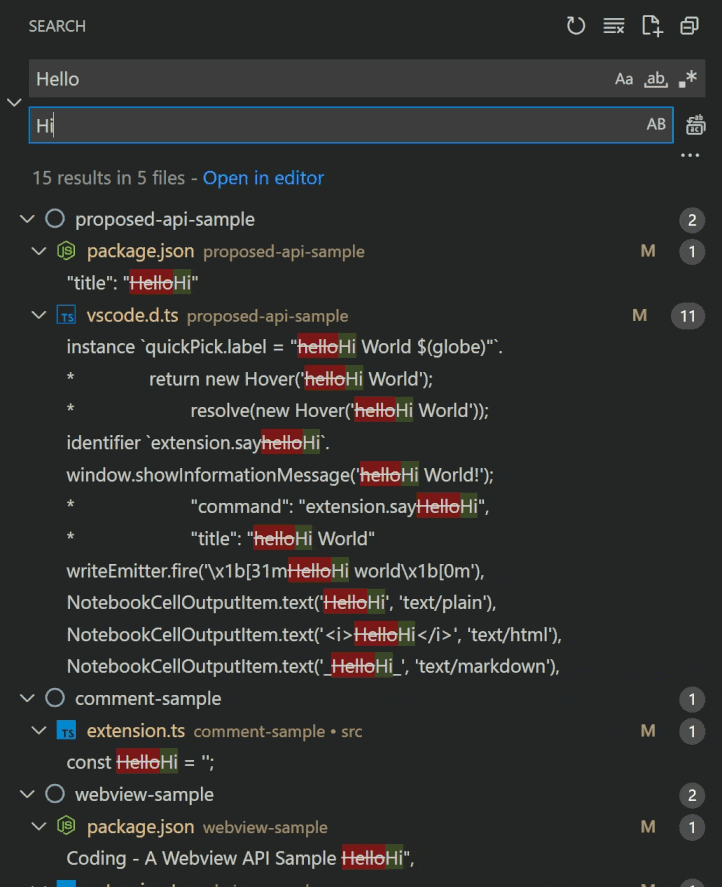 SEARCH
Hello Aa ab, .*
Hi AB ab ac
...
15 results in 5 files - Open in editor
proposed-api-sample 2
JS package.json proposed-api-sample M 1
"title": "HelloHi"
TS vscode.d.ts proposed-api-sample M 11
instance `quickPick.label = "helloHi World $(globe)"`.
* return new Hover('helloHi World');
* resolve(new Hover('helloHi World'));
identifier `extension.sayhelloHi`.
window.showInformationMessage('helloHi World!');
* "command": "extension.sayHelloHi",
* "title": "helloHi World"
writeEmitter.fire('\x1b[31mHelloHi world\x1b[0m'),
NotebookCellOutputItem.text('HelloHi', 'text/plain'),
NotebookCellOutputItem.text('<i>HelloHi</i>', 'text/html'),
NotebookCellOutputItem.text('_HelloHi_', 'text/markdown'),
comment-sample 1
TS extension.ts comment-sample • src M 1
const HelloHi = '';
webview-sample 2
JS package.json webview-sample M 1
Coding - A Webview API Sample HelloHi",